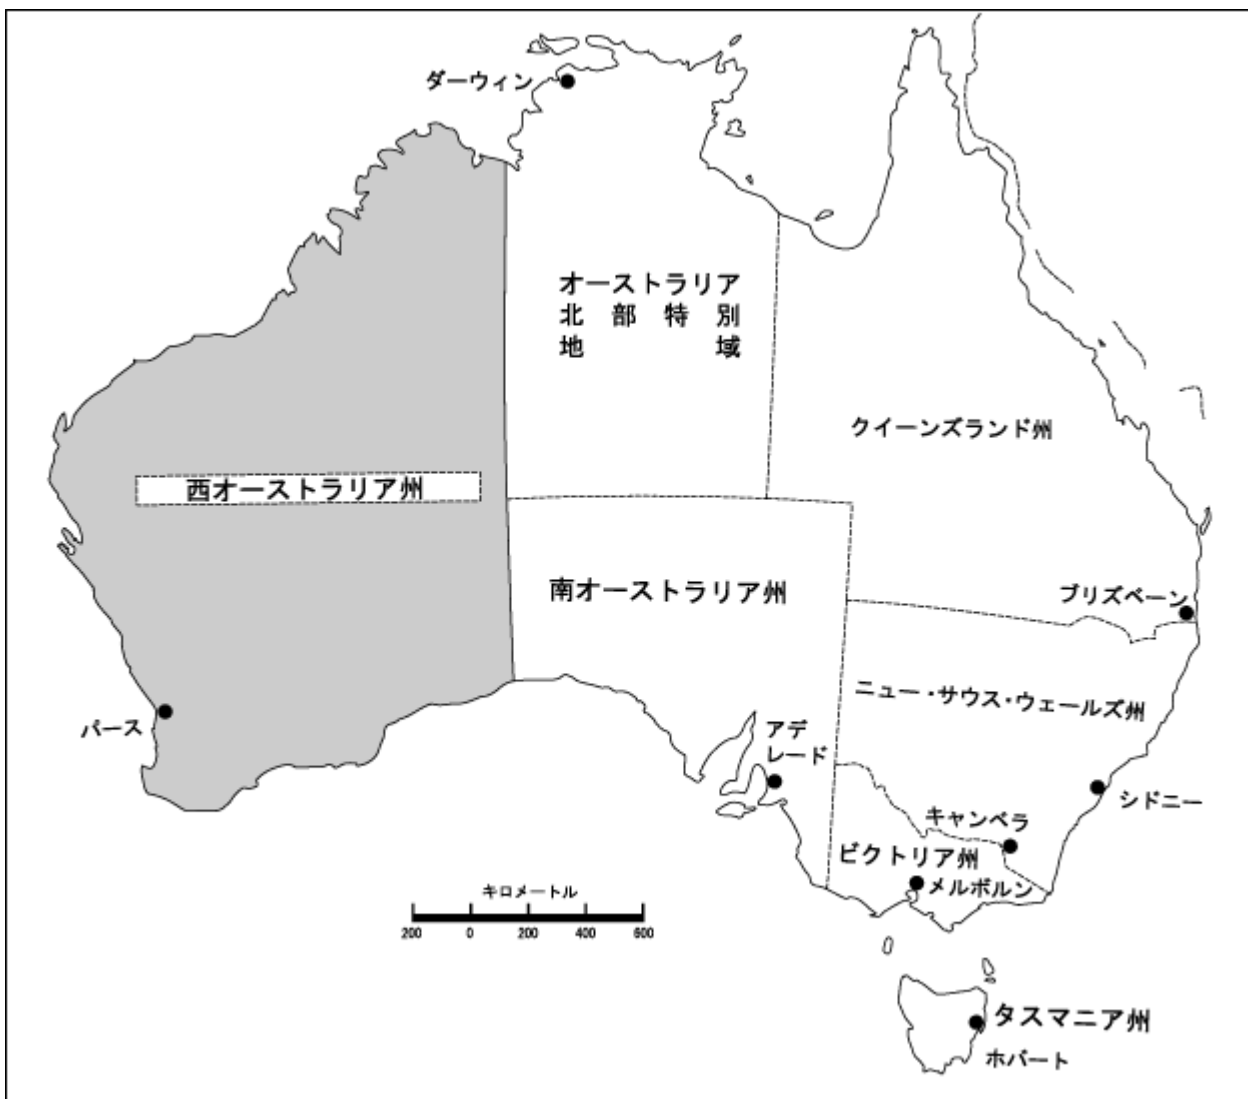 ダーウィン
オーストラリア
北部特別
地域
クイーンズランド州
西オーストラリア州
南オーストラリア州
ブリズベーン
ニュー・サウス・ウェールズ州
パース
アデ
レード
シドニー
キャンベラ
ビクトリア州
メルボルン
キロメートル
200 0 200 400 600
タスマニア州
ホバート